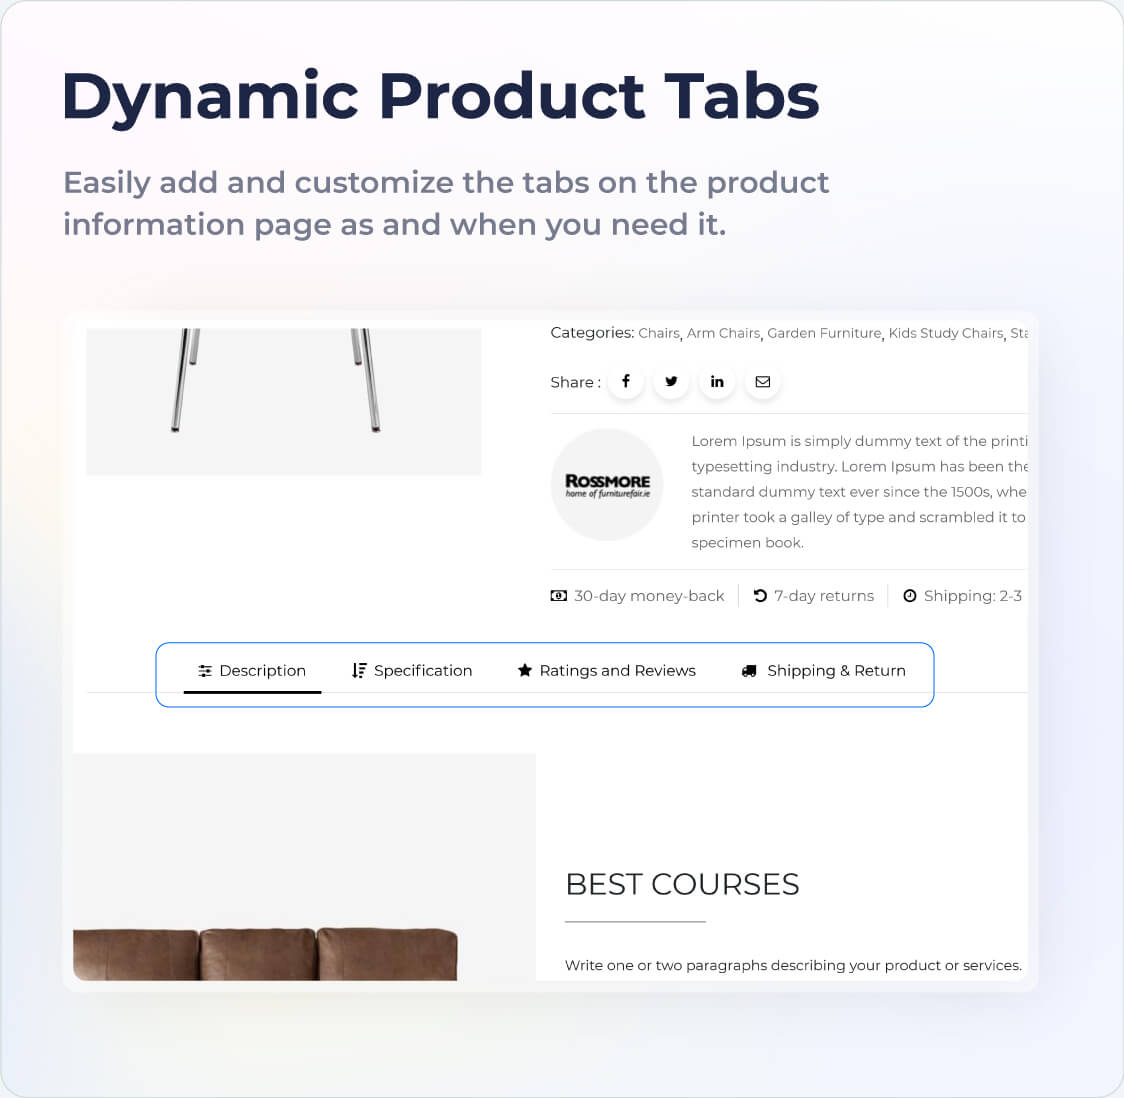 Dynamic Product Tabs
Easily add and customize the tabs on the product
information page as and when you need it.
Categories: Chairs, Arm Chairs, Garden Furniture, Kids Study Chairs,
Share :
Lorem Ipsum is simply dummy text of the
typesetting industry. Lorem Ipsum has been the
standard dummy text ever since the 1500s,
printer took a galley of type and scrambled it to
specimen book.
ROSSMORE
home of furniturefair.ie
30-day money-back
7-day returns
Shipping: 2-3
Description
Specification
Ratings and Reviews
Shipping & Return
BEST COURSES
Write one or two paragraphs describing your product or services.